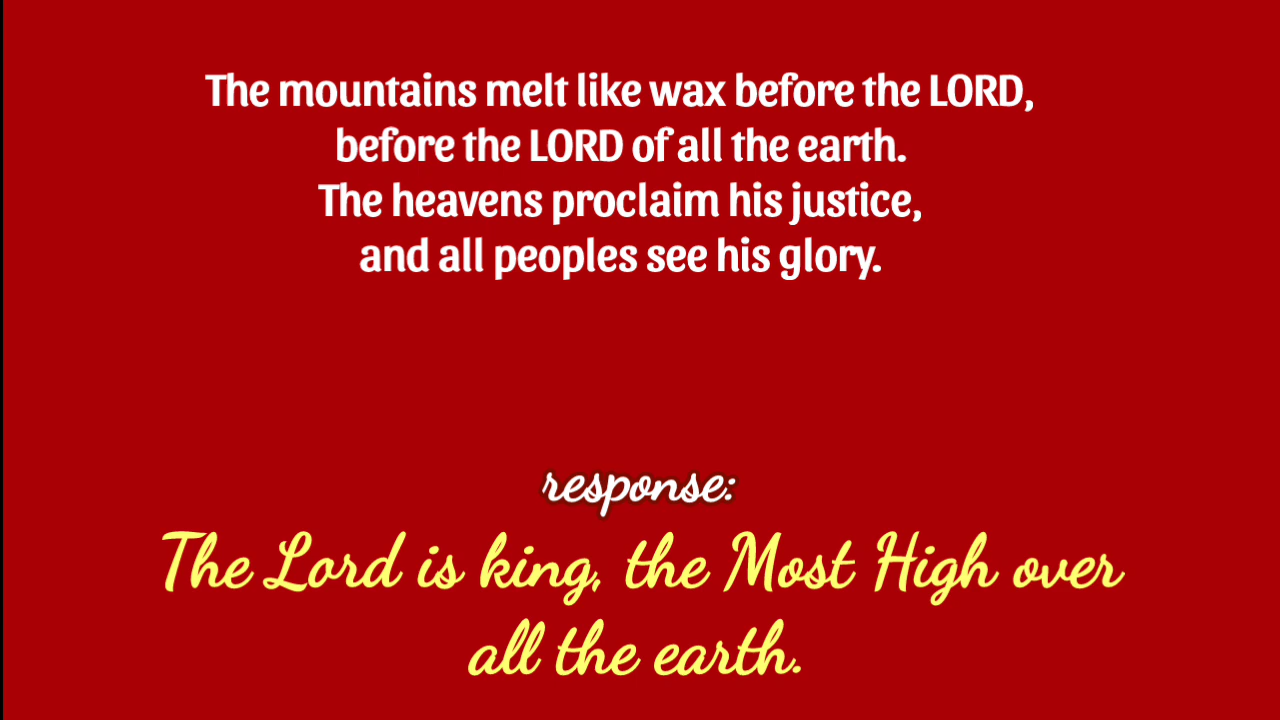 The mountains melt like wax before the LORD,
before the LORD of all the earth.
The heavens proclaim his justice,
and all peoples see his glory.
response:
The Lord is king, the Most High over
all the earth.